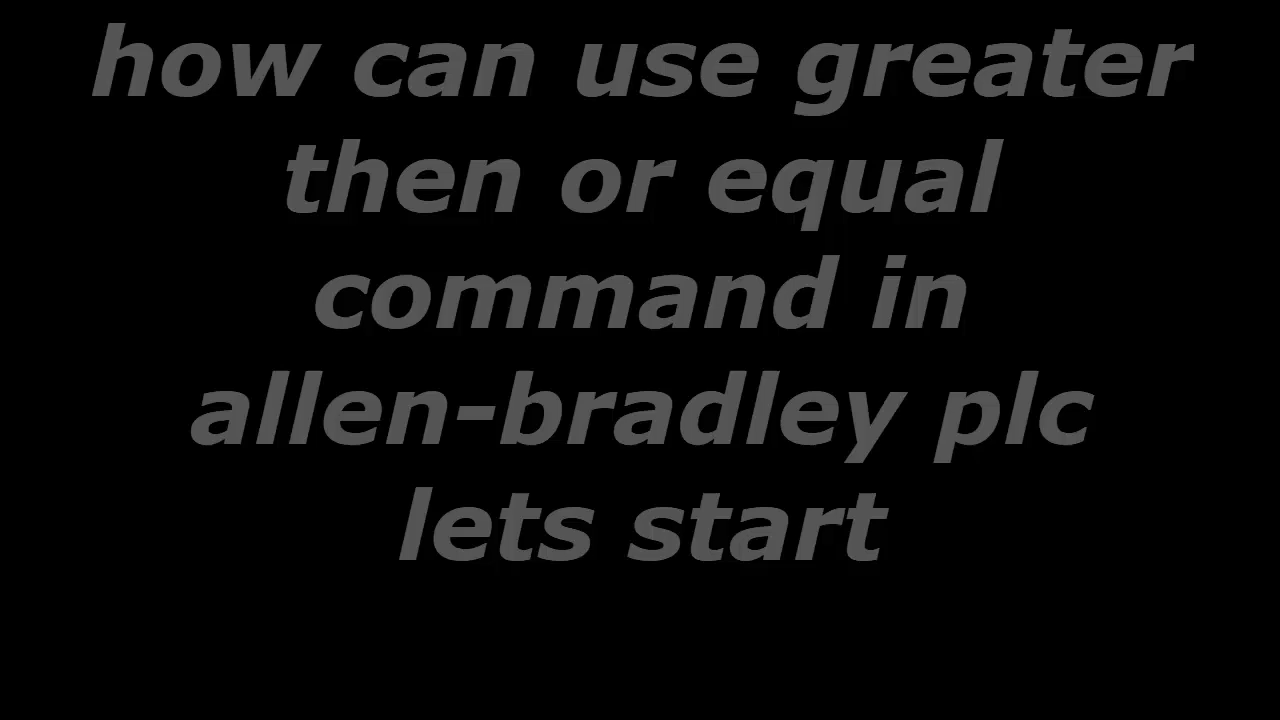 how can use greater
then or equal
command in
allen-bradley plc
lets start